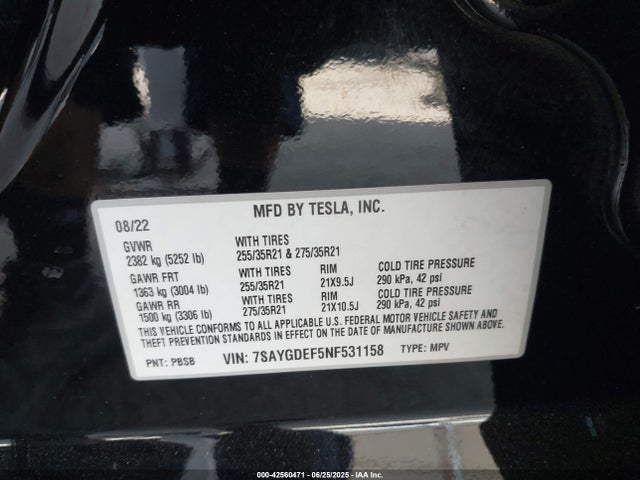 MFD BY TESLA, INC.
08/22
GVWR WITH TIRES
2382 kg (5252 lb) 255/35R21 & 275/35R21
GAWR FRT WITH TIRES RIM COLD TIRE PRESSURE
1363 kg (3004 lb) 255/35R21 21X9.5J 290 kPa, 42 psi
GAWR RR WITH TIRES RIM COLD TIRE PRESSURE
1500 kg (3306 lb) 275/35R21 21X10.5J 290 kPa, 42 psi
THIS VEHICLE CONFORMS TO ALL APPLICABLE U.S. FEDERAL MOTOR VEHICLE SAFETY AND
THEFT PREVENTION STANDARDS IN EFFECT ON THE DATE OF MANUFACTURE SHOWN ABOVE.
PNT: PBSB VIN: 7SAYGDEF5NF531158 TYPE: MPV
000-42560471 - 06/25/2025 - IAA Inc.